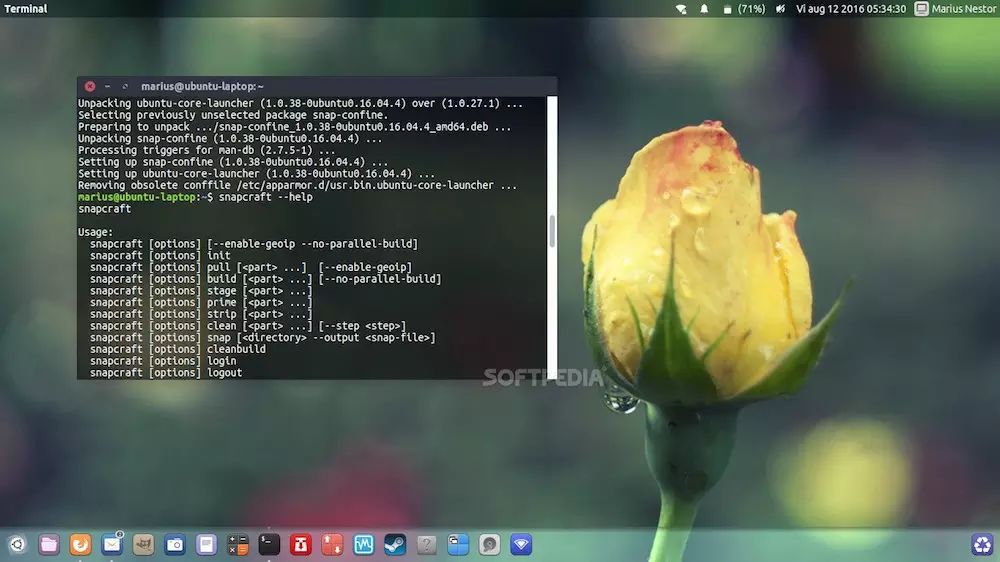 Terminal
(71%)
Vi aug 12 2016 05:34:30
Marius Nestor
marius@ubuntu-laptop: ~
Unpacking ubuntu-core-launcher (1.0.38-0ubuntu0.16.04.4) over (1.0.27.1) ...
Selecting previously unselected package snap-confine.
Preparing to unpack .../snap-confine_1.0.38-0ubuntu0.16.04.4_amd64.deb ...
Unpacking snap-confine (1.0.38-0ubuntu0.16.04.4) ...
Processing triggers for man-db (2.7.5-1) ...
Setting up snap-confine (1.0.38-0ubuntu0.16.04.4) ...
Setting up ubuntu-core-launcher (1.0.38-0ubuntu0.16.04.4) ...
Removing obsolete conffile /etc/apparmor.d/usr.bin.ubuntu-core-launcher ...
marius@ubuntu-laptop:~$ snapcraft --help
snapcraft
Usage:
snapcraft [options] [--enable-geoip --no-parallel-build]
snapcraft [options] init
snapcraft [options] pull [<part> ...]  [--enable-geoip]
snapcraft [options] build [<part> ...] [--no-parallel-build]
snapcraft [options] stage [<part> ...]
snapcraft [options] prime [<part> ...]
snapcraft [options] strip [<part> ...]
snapcraft [options] clean [<part> ...] [--step <step>]
snapcraft [options] snap [<directory> --output <snap-file>]
snapcraft [options] cleanbuild
snapcraft [options] login
snapcraft [options] logout
SOFTPEDIA